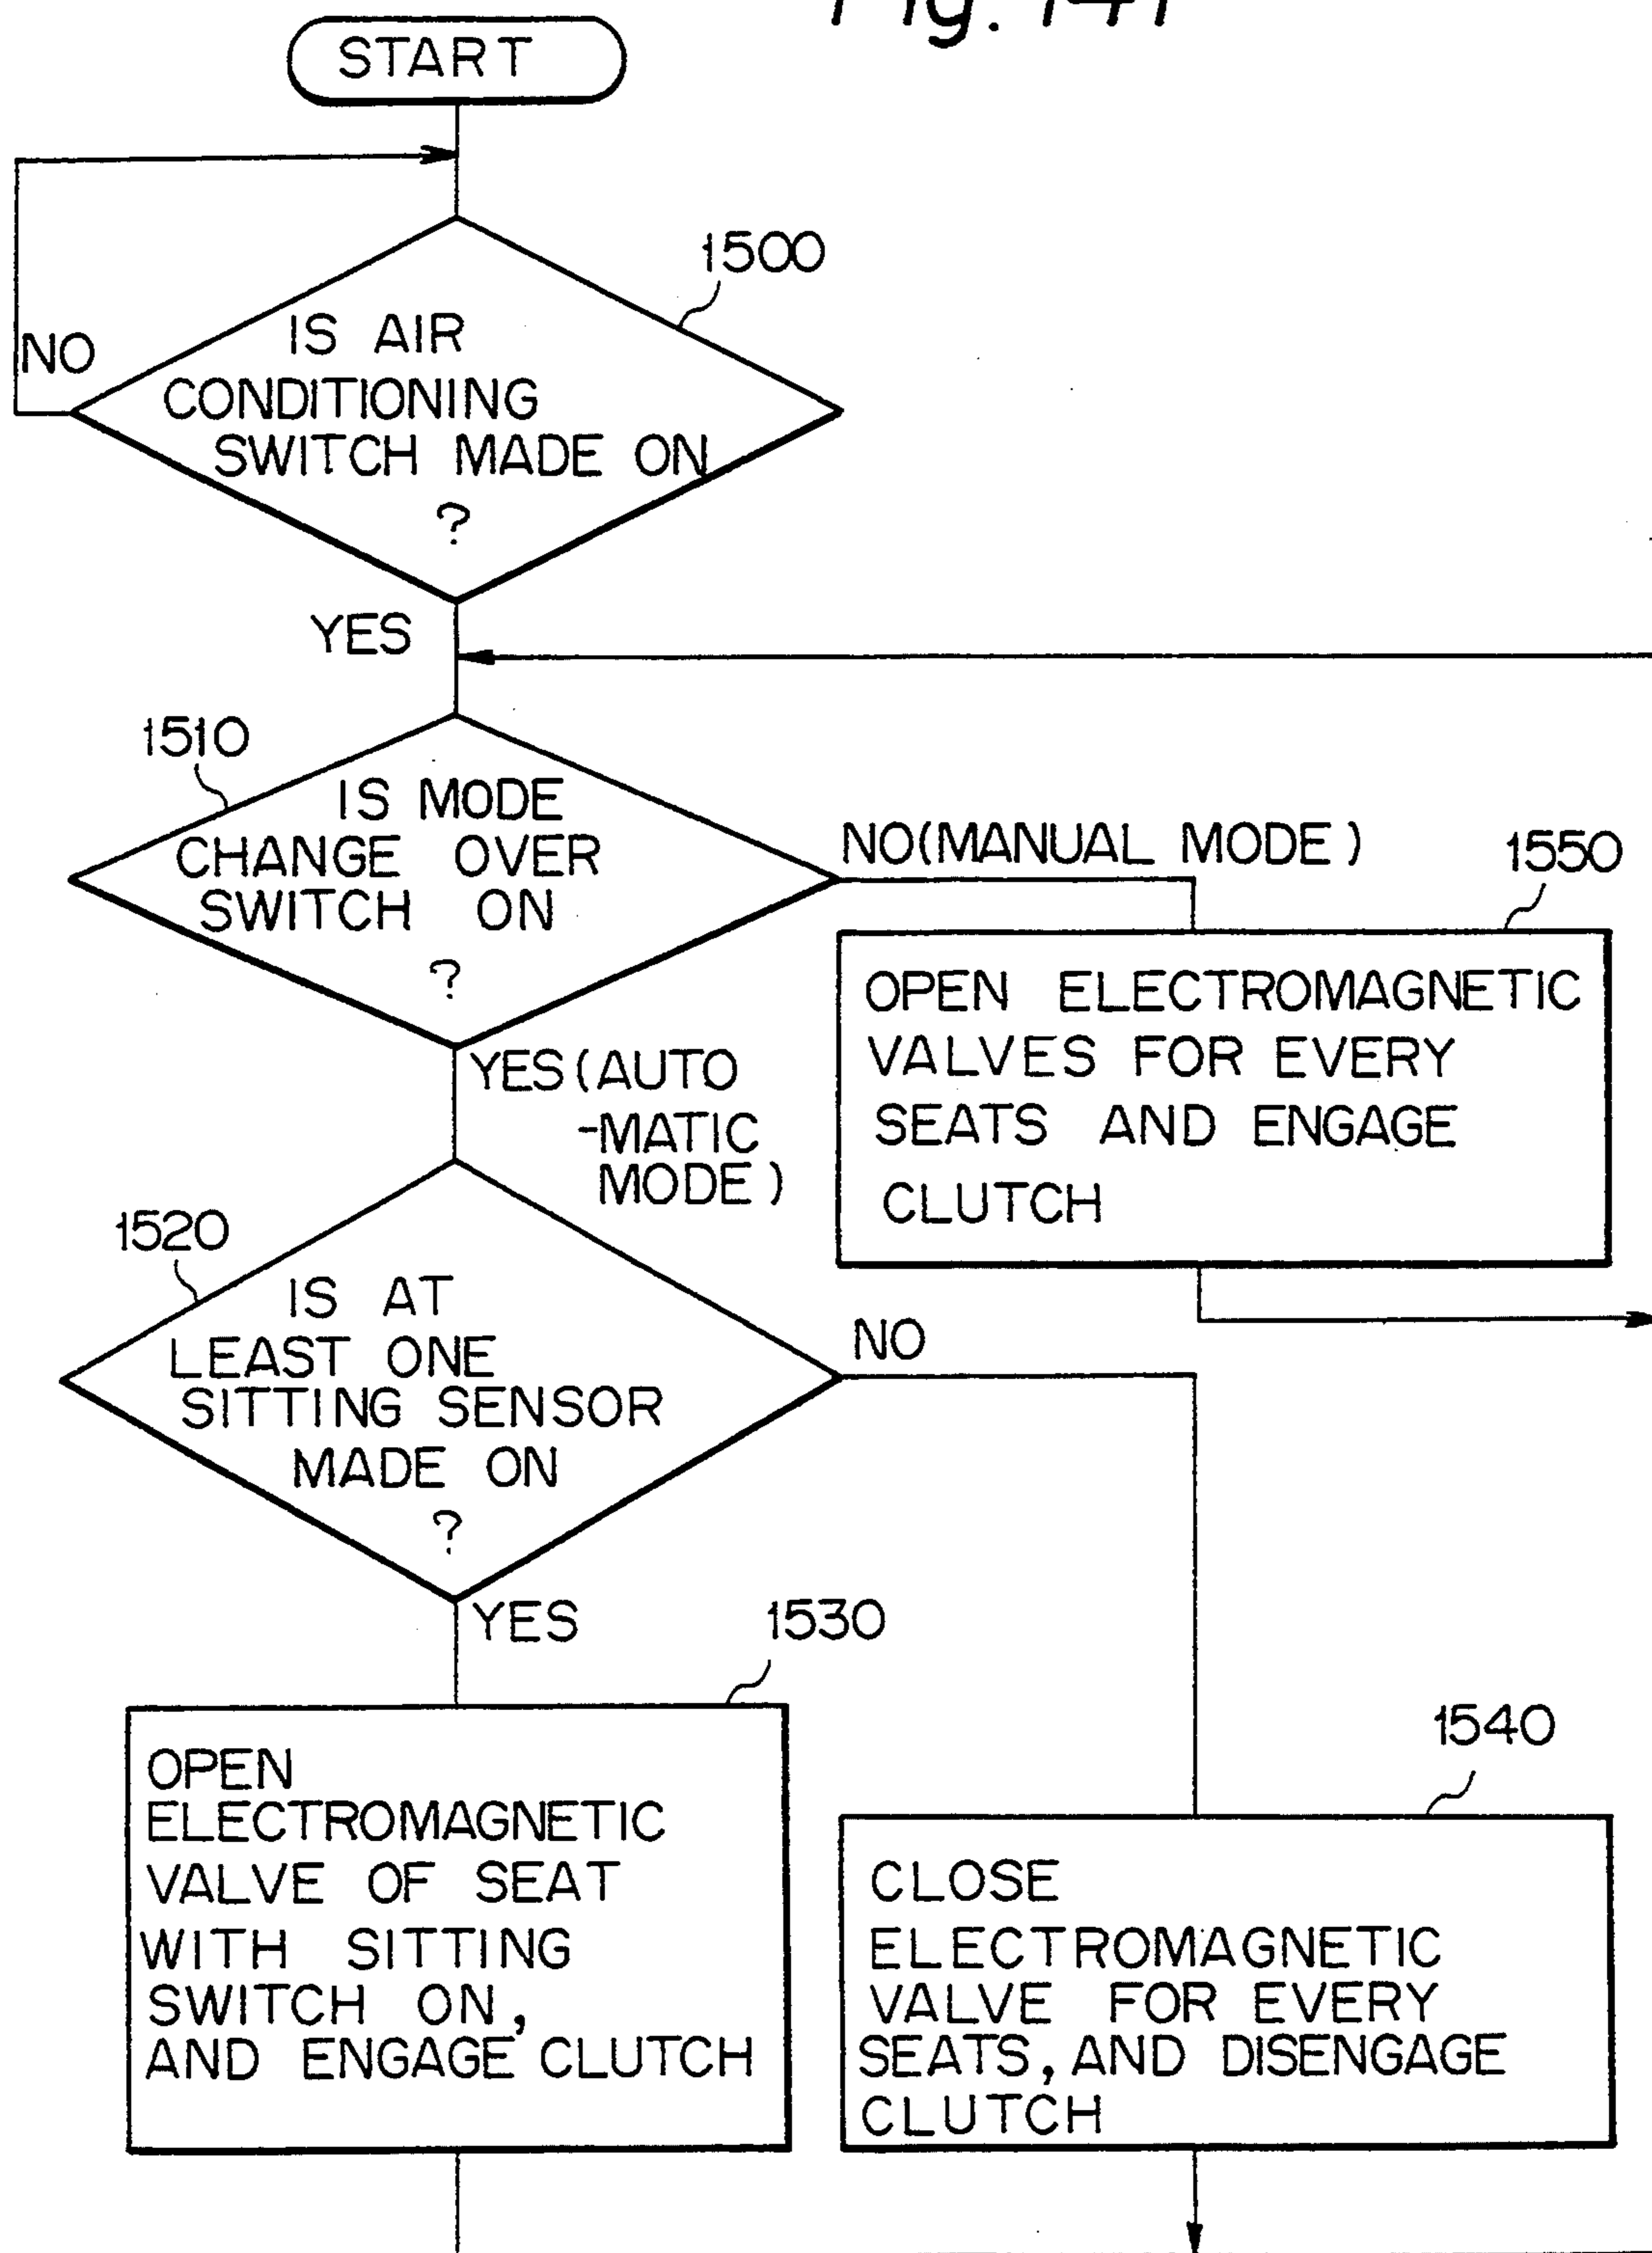 Fig. 141
START
1500
NO
IS AIR
CONDITIONING
SWITCH MADE ON
?
YES
1510
IS MODE
CHANGE OVER
SWITCH ON
?
NO(MANUAL MODE)
1550
OPEN ELECTROMAGNETIC
VALVES FOR EVERY
SEATS AND ENGAGE
CLUTCH
YES(AUTO
-MATIC
MODE)
1520
IS AT
LEAST ONE
SITTING SENSOR
MADE ON
?
NO
YES
1530
OPEN
ELECTROMAGNETIC
VALVE OF SEAT
WITH SITTING
SWITCH ON,
AND ENGAGE CLUTCH
1540
CLOSE
ELECTROMAGNETIC
VALVE FOR EVERY
SEATS, AND DISENGAGE
CLUTCH